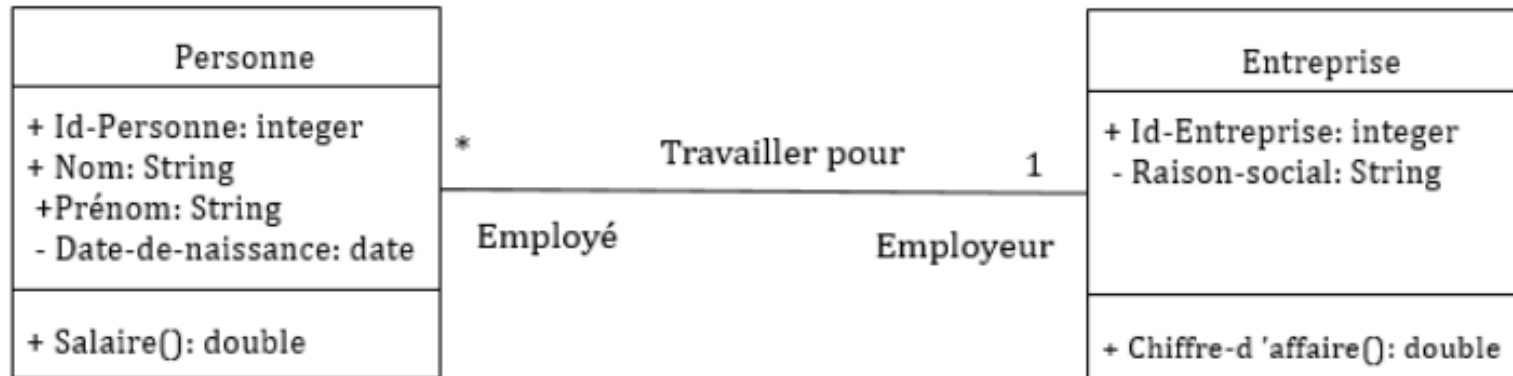 Personne
+ Id-Personne: integer
+ Nom: String
+Prénom: String
- Date-de-naissance: date
+ Salaire(): double
*
Travailler pour
1
Employé
Employeur
Entreprise
+ Id-Entreprise: integer
- Raison-social: String
+ Chiffre-d 'affaire(): double